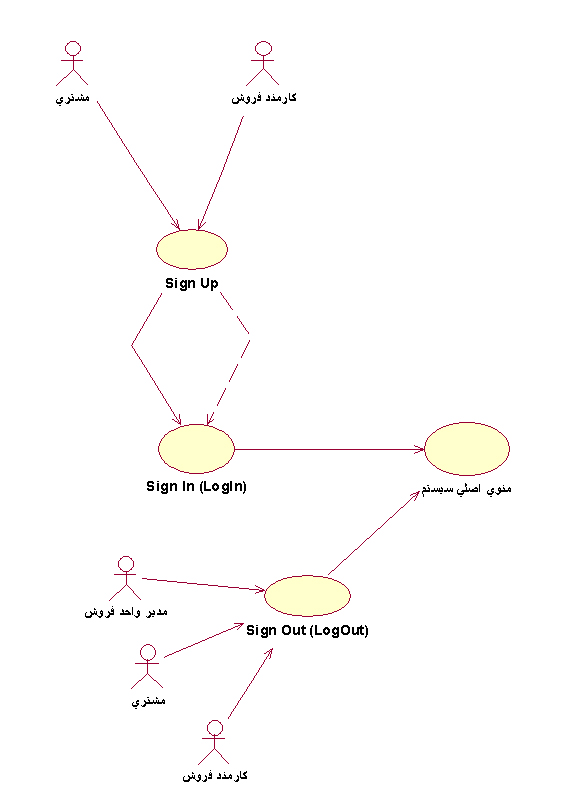 مشتري
كارمند فروش
Sign Up
Sign In (LogIn)
منوي اصلي سيستم
مدير واحد فروش
Sign Out (LogOut)
مشتري
كارمند فروش